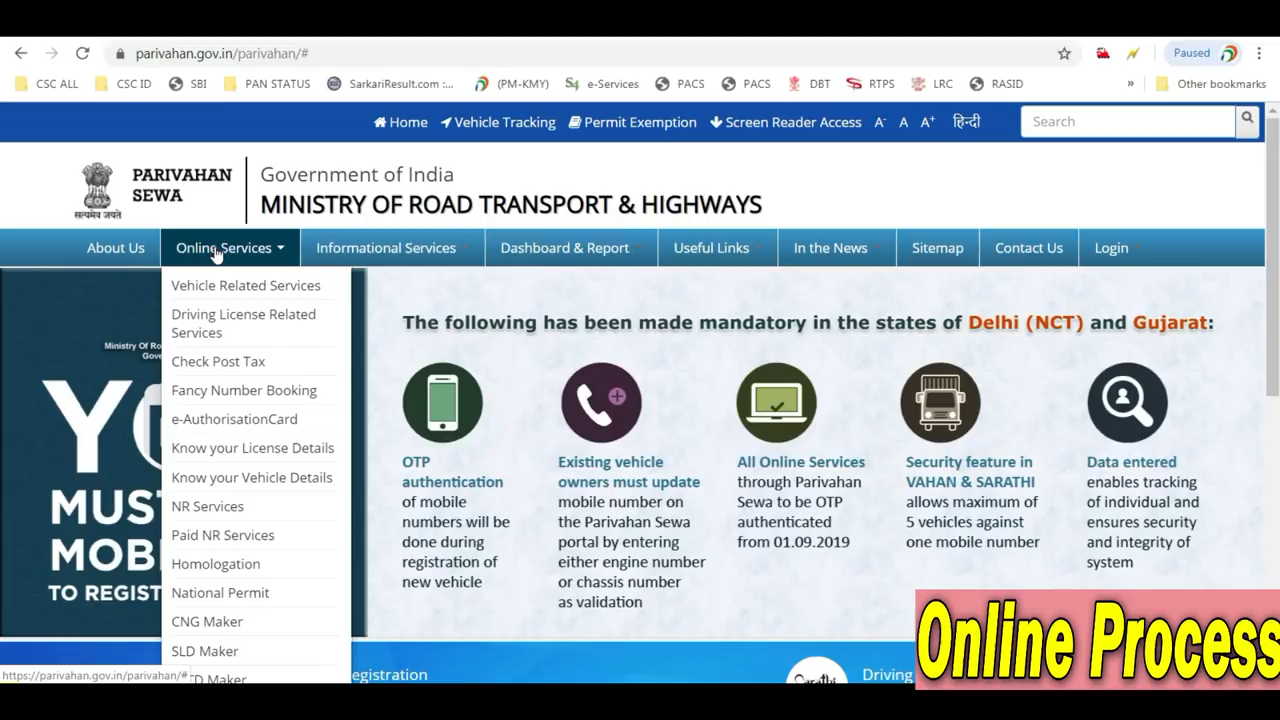 parivahan.gov.in/parivahan/#
Paused
CSC ALL
CSC ID
SBI
PAN STATUS
SarkariResult.com :...
(PM-KMY)
e-Services
PACS
PACS
DBT
RTPS
LRC
RASID
»
Other bookmarks
Home
Vehicle Tracking
Permit Exemption
Screen Reader Access
A-
A
A+
हिन्दी
Search
सत्यमेव जयते
PARIVAHAN
SEWA
Government of India
MINISTRY OF ROAD TRANSPORT & HIGHWAYS
About Us
Online Services
Informational Services
Dashboard & Report
Useful Links
In the News
Sitemap
Contact Us
Login
Vehicle Related Services
Driving License Related
Services
Check Post Tax
Fancy Number Booking
e-AuthorisationCard
Know your License Details
Know your Vehicle Details
NR Services
Paid NR Services
Homologation
National Permit
CNG Maker
SLD Maker
Ministry Of Ro
Gove
MUST
MOB
TO REGIS
The following has been made mandatory in the states of Delhi (NCT) and Gujarat:
OTP
authentication
of mobile
numbers will be
done during
registration of
new vehicle
Existing vehicle
owners must update
mobile number on
the Parivahan Sewa
portal by entering
either engine number
or chassis number
as validation
All Online Services
through Parivahan
Sewa to be OTP
authenticated
from 01.09.2019
Security feature in
VAHAN & SARATHI
allows maximum of
5 vehicles against
one mobile number
Data entered
enables tracking
of individual and
ensures security
and integrity of
system
Online Process
https://parivahan.gov.in/parivahan/#
egistration
Driving